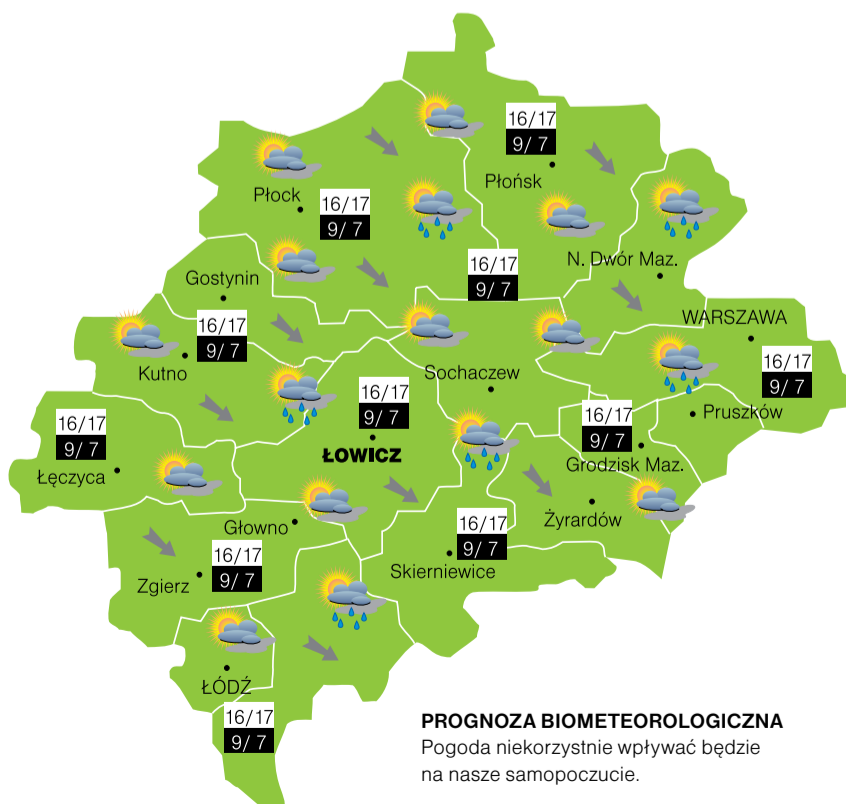 16/17
9/ 7
Płońsk
Płock
16/17
9/ 7
N. Dwór Maz.
16/17
9/ 7
Gostynin
WARSZAWA
16/17
9/ 7
Kutno
16/17
9/ 7
Sochaczew
16/17
9/ 7
ŁOWICZ
16/17
9/ 7
Pruszków
16/17
9/ 7
Łęczyca
Grodzisk Maz.
Żyrardów
Głowno
16/17
9/ 7
Skierniewice
16/17
9/ 7
Zgierz
ŁÓDŹ
16/17
9/ 7
PROGNOZA BIOMETEOROLOGICZNA
Pogoda niekorzystnie wpływać będzie
na nasze samopoczucie.